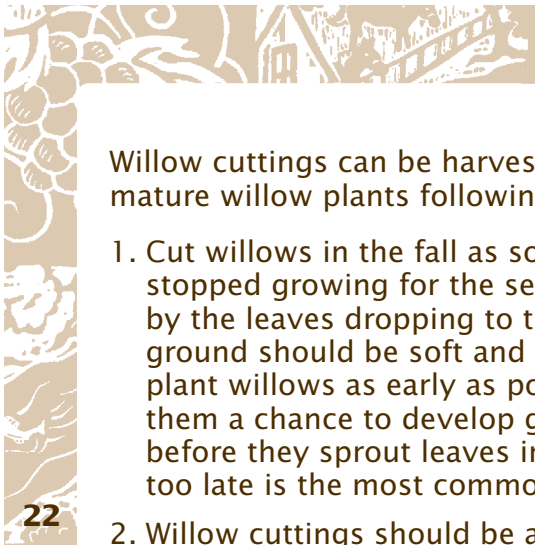 Willow cuttings can be harves
mature willow plants followin
1. Cut willows in the fall as so
stopped growing for the se
by the leaves dropping to t
ground should be soft and
plant willows as early as po
them a chance to develop g
before they sprout leaves in
too late is the most commo
2. Willow cuttings should be a
22